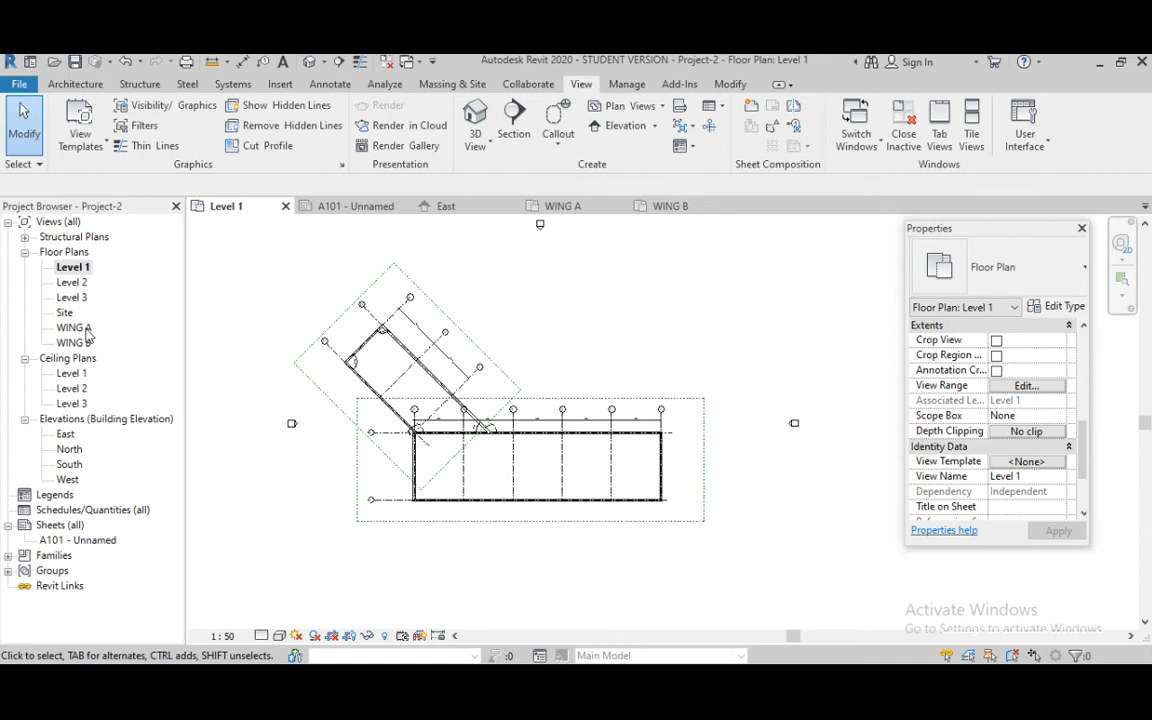 Autodesk Revit 2020 - STUDENT VERSION - Project-2 - Floor Plan: Level 1
Sign In
File Architecture Structure Steel Systems Insert Annotate Analyze Massing & Site Collaborate View Manage Add-Ins Modify
Modify
View Templates
Visibility/ Graphics
Filters
Thin Lines
Show Hidden Lines
Remove Hidden Lines
Cut Profile
Render
Render in Cloud
Render Gallery
3D View
Section
Callout
Plan Views
Elevation
Switch Windows
Close Inactive
Tab Views
Tile Views
User Interface
Select Graphics Presentation Create Sheet Composition Windows
Project Browser - Project-2
Level 1
A101 - Unnamed
East
WING A
WING B
Views (all)
Structural Plans
Floor Plans
Level 1
Level 2
Level 3
Site
WING A
WING
Ceiling Plans
Level 1
Level 2
Level 3
Elevations (Building Elevation)
East
North
South
West
Legends
Schedules/Quantities (all)
Sheets (all)
A101 - Unnamed
Families
Groups
Revit Links
Properties
Floor Plan
Floor Plan: Level 1
Edit Type
Extents
Crop View
Crop Region ...
Annotation Cr...
View Range Edit...
Associated Le... Level 1
Scope Box None
Depth Clipping No clip
Identity Data
View Template <None>
View Name Level 1
Dependency Independent
Title on Sheet
Properties help
Apply
Activate Windows
Go to Settings to activate Windows.
1 : 50
Click to select, TAB for alternates, CTRL adds, SHIFT unselects.
:0
Main Model
:0